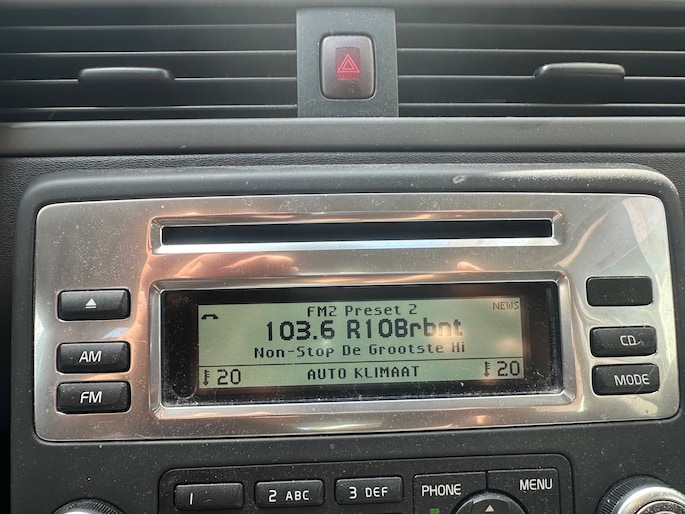 FM2 Preset 2
NEWS
103.6 R10Brbnt
Non-Stop De Grootste Hi
20 AUTO KLIMAAT 20
AM
FM
CD
MODE
1
2 ABC
3 DEF
PHONE
MENU